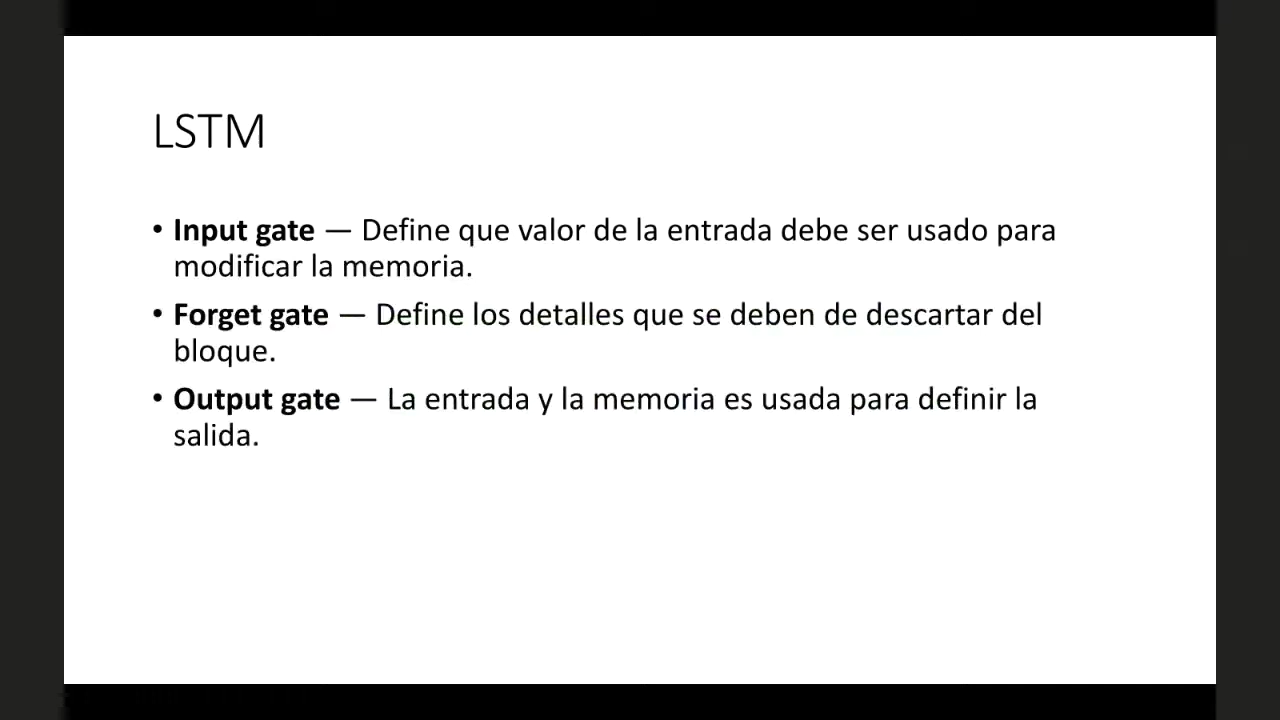 LSTM
• Input gate — Define que valor de la entrada debe ser usado para
modificar la memoria.
• Forget gate — Define los detalles que se deben de descartar del
bloque.
• Output gate — La entrada y la memoria es usada para definir la
salida.